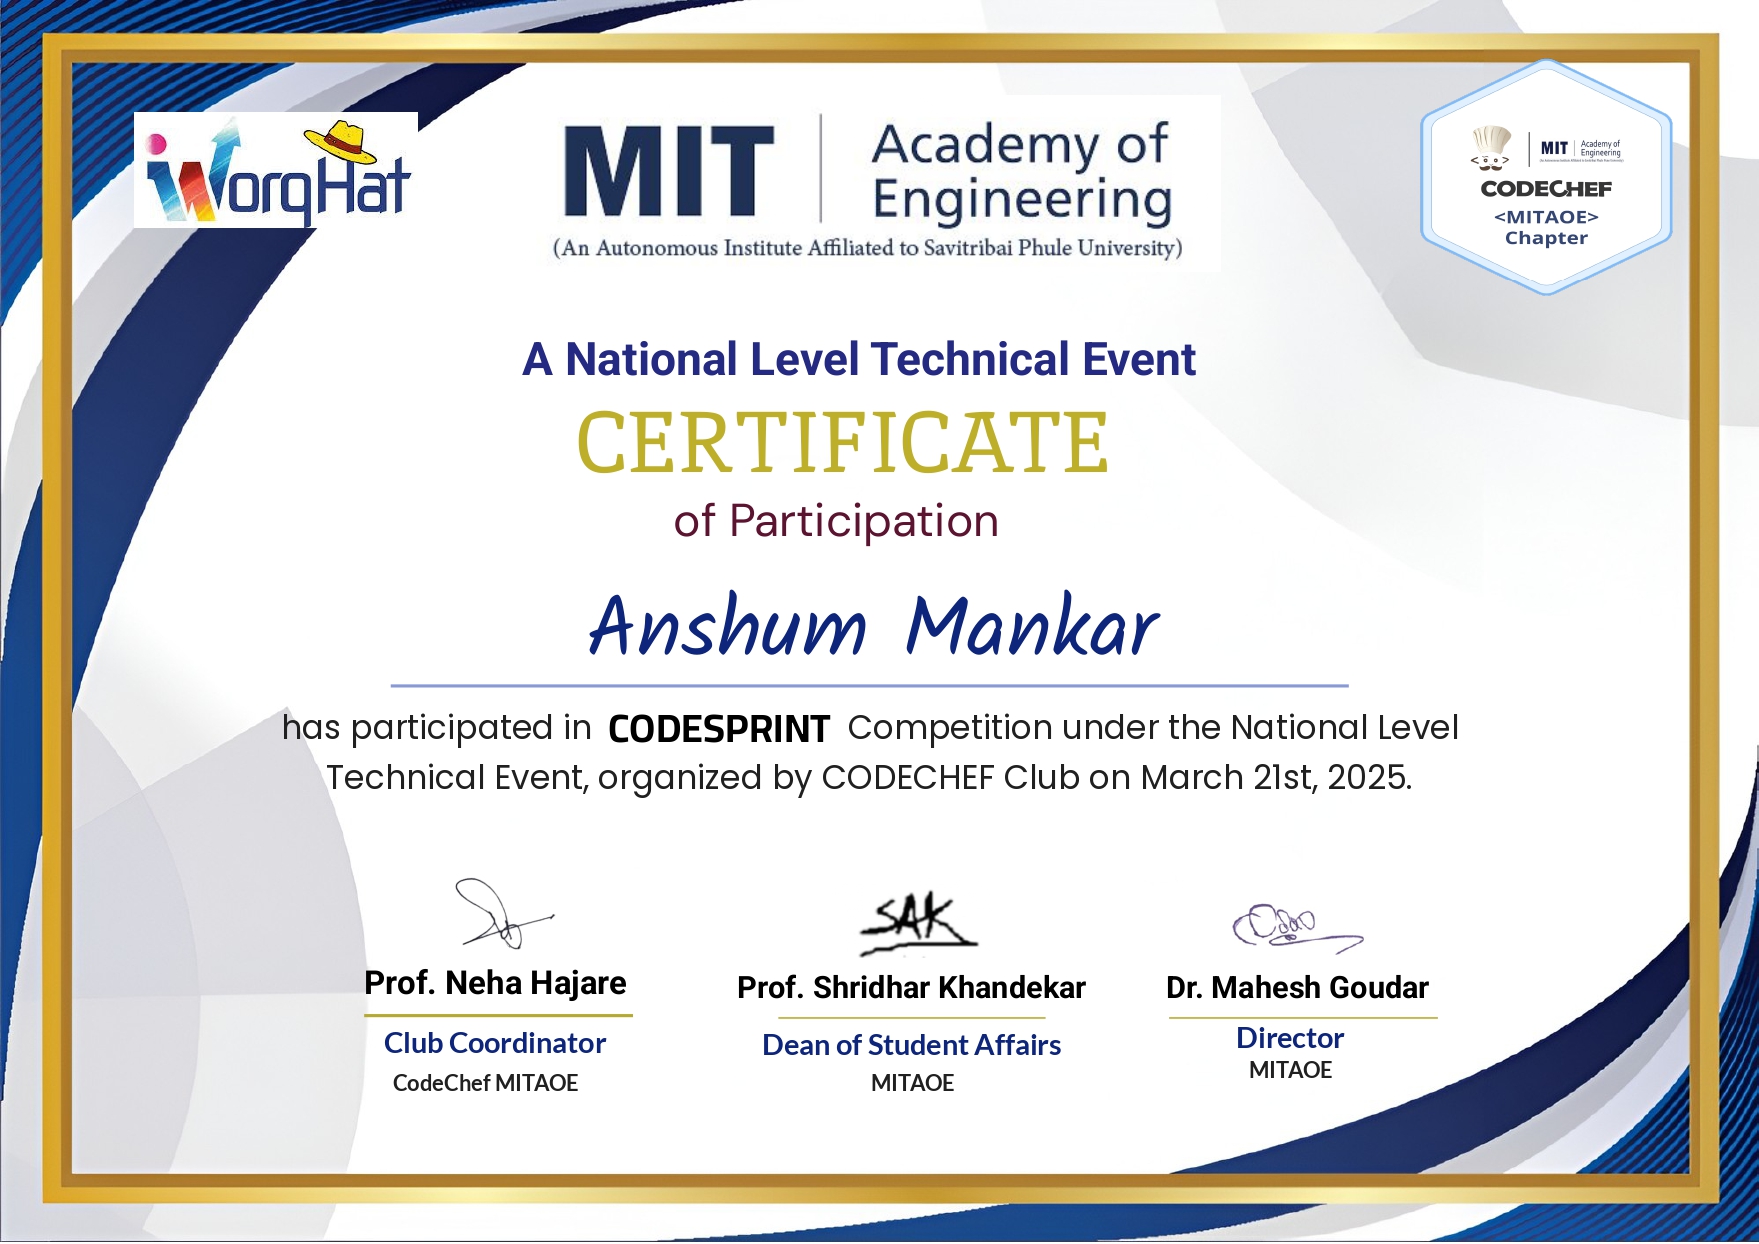 iWorqHat
MIT
Academy of
Engineering
(An Autonomous Institute Affiliated to Savitribai Phule University)
MIT
Academy of
Engineering
CODECHEF
<MITAOE>
Chapter
A National Level Technical Event
CERTIFICATE
of Participation
Anshum Mankar
has participated in CODESPRINT Competition under the National Level
Technical Event, organized by CODECHEF Club on March 21st, 2025.
SAK
Prof. Neha Hajare
Prof. Shridhar Khandekar
Dr. Mahesh Goudar
Club Coordinator
Dean of Student Affairs
Director
CodeChef MITAOE
MITAOE
MITAOE